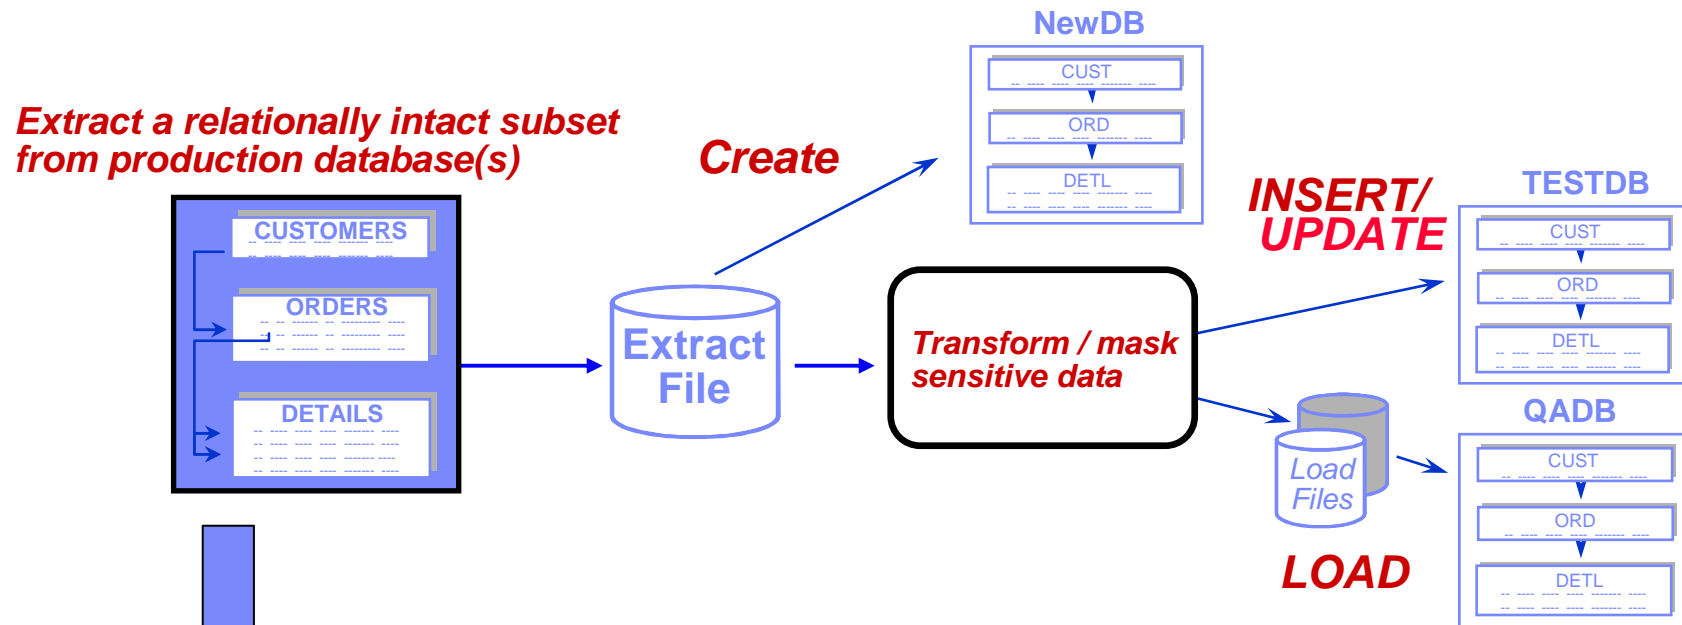 NewDB
CUST
ORD
DETL
Extract a relationally intact subset
from production database(s)
Create
CUSTOMERS
ORDERS
DETAILS
Extract
File
Transform / mask
sensitive data
INSERT/
UPDATE
TESTDB
CUST
ORD
DETL
Load
Files
LOAD
QADB
CUST
ORD
DETL